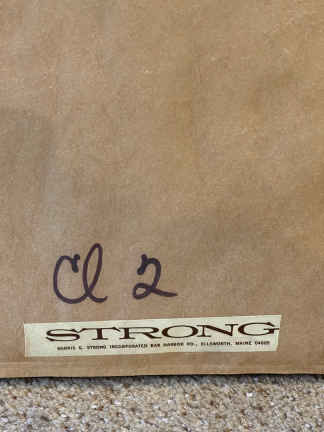 Cl 2
STRONG
HARRIS G. STRONG INCORPORATED BAR HARBOR RD., ELLSWORTH, MAINE 04605